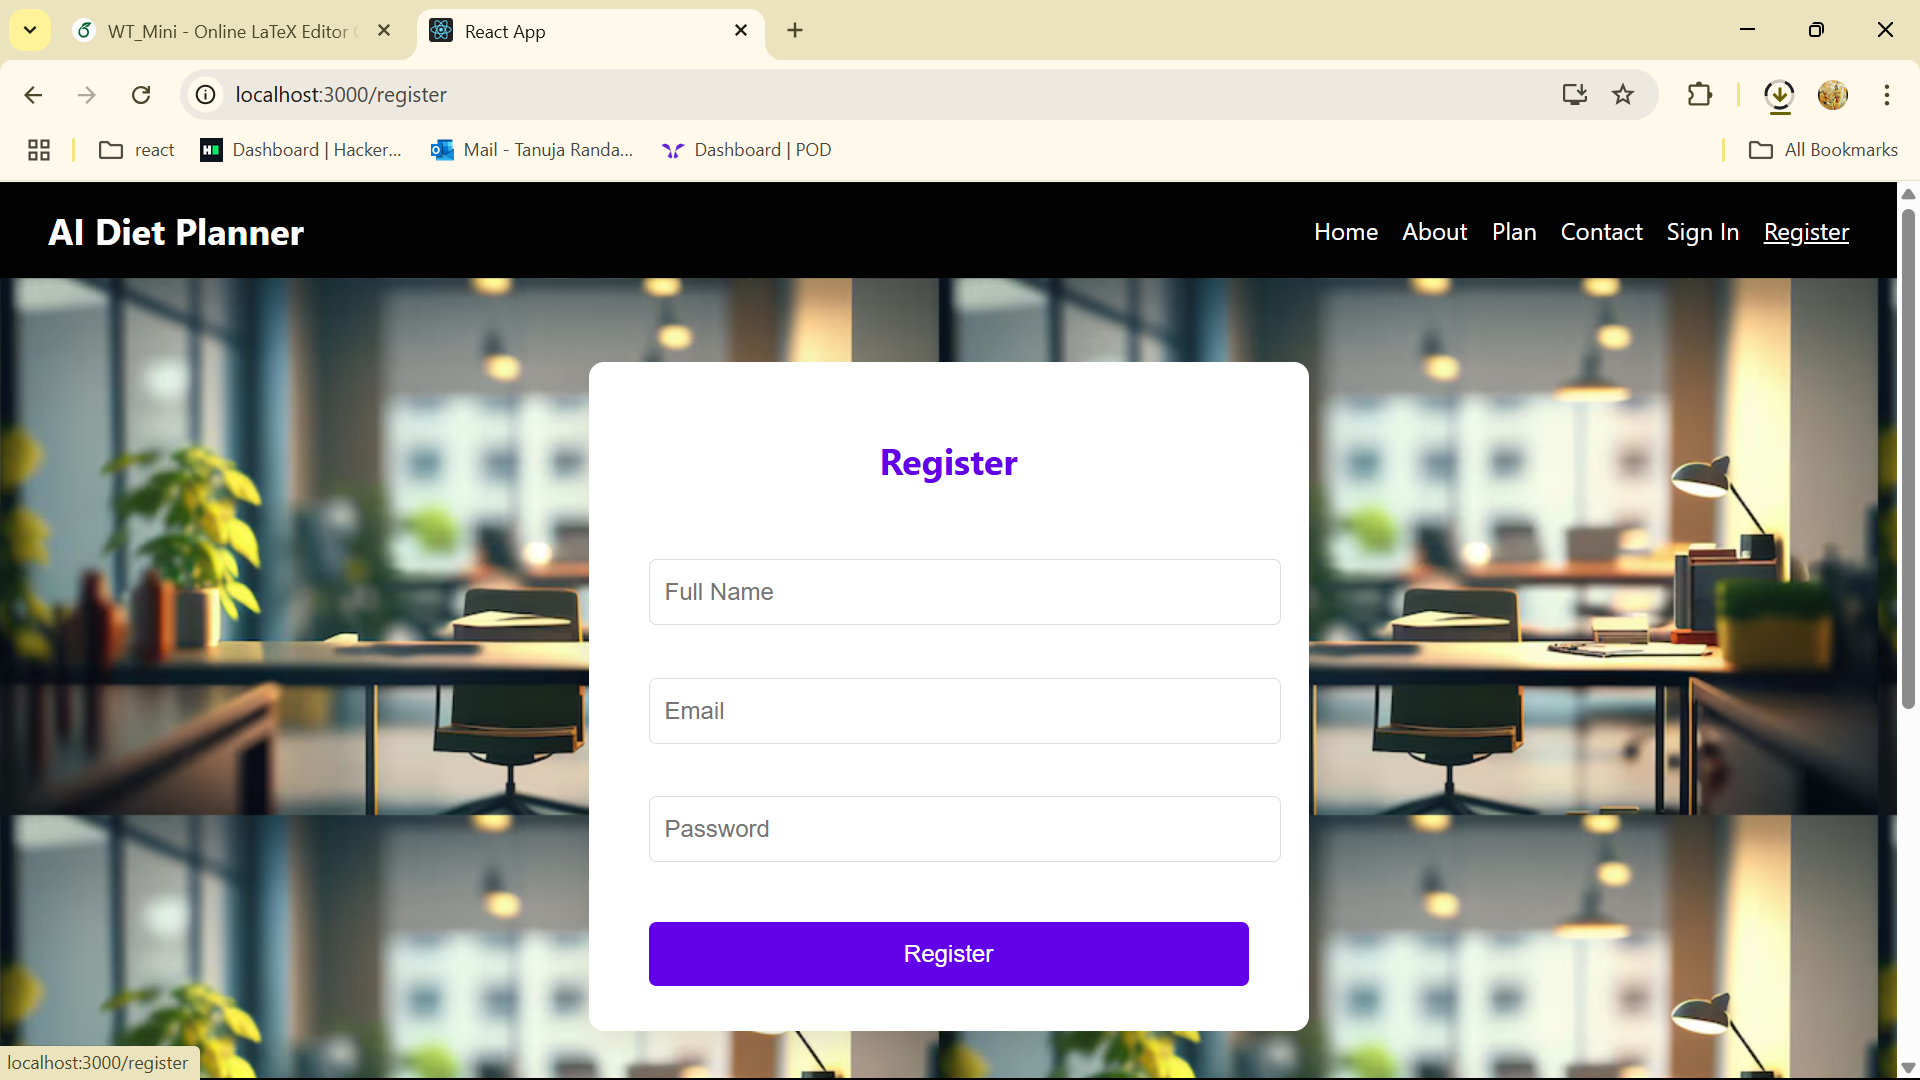 WT_Mini - Online LaTeX Editor
React App
localhost:3000/register
react
Dashboard | Hacker...
Mail - Tanuja Randa...
Dashboard | POD
All Bookmarks
AI Diet Planner
Home
About
Plan
Contact
Sign In
Register
Register
Full Name
Email
Password
Register
localhost:3000/register